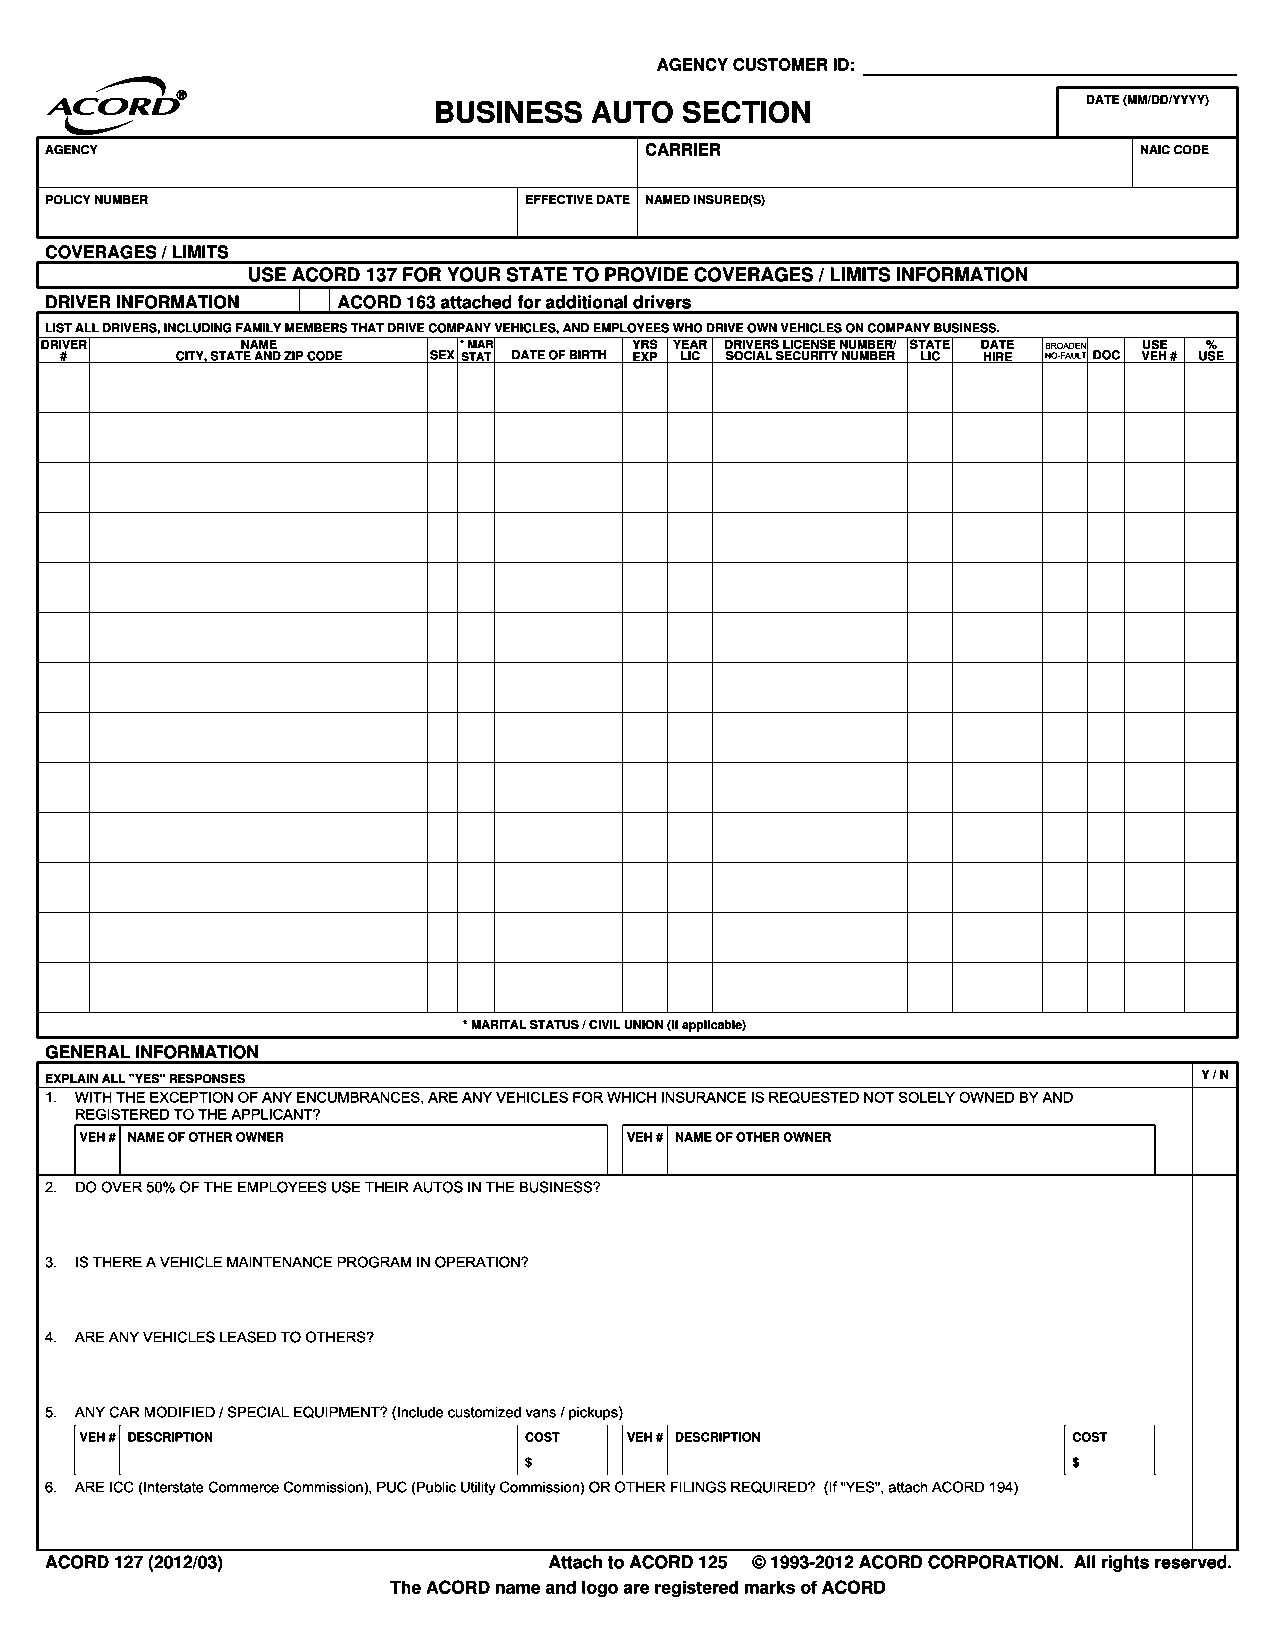 AGENCY CUSTOMER ID:
ACORD®
BUSINESS AUTO SECTION
DATE (MM/DD/YYYY)
AGENCY
CARRIER
NAIC CODE
POLICY NUMBER
EFFECTIVE DATE
NAMED INSURED(S)
COVERAGES / LIMITS
USE ACORD 137 FOR YOUR STATE TO PROVIDE COVERAGES / LIMITS INFORMATION
DRIVER INFORMATION
ACORD 163 attached for additional drivers
LIST ALL DRIVERS, INCLUDING FAMILY MEMBERS THAT DRIVE COMPANY VEHICLES, AND EMPLOYEES WHO DRIVE OWN VEHICLES ON COMPANY BUSINESS.
DRIVER
#
NAME
CITY, STATE AND ZIP CODE
SEX
* MAR
STAT
DATE OF BIRTH
YRS
EXP
YEAR
LIC
DRIVERS LICENSE NUMBER/
SOCIAL SECURITY NUMBER
STATE
LIC
DATE
HIRE
BROADEN
NO-FAULT
DOC
USE
VEH #
%
USE
* MARITAL STATUS / CIVIL UNION (if applicable)
GENERAL INFORMATION
EXPLAIN ALL "YES" RESPONSES
Y / N
1. WITH THE EXCEPTION OF ANY ENCUMBRANCES, ARE ANY VEHICLES FOR WHICH INSURANCE IS REQUESTED NOT SOLELY OWNED BY AND
REGISTERED TO THE APPLICANT?
VEH # NAME OF OTHER OWNER VEH # NAME OF OTHER OWNER
2. DO OVER 50% OF THE EMPLOYEES USE THEIR AUTOS IN THE BUSINESS?
3. IS THERE A VEHICLE MAINTENANCE PROGRAM IN OPERATION?
4. ARE ANY VEHICLES LEASED TO OTHERS?
5. ANY CAR MODIFIED / SPECIAL EQUIPMENT? (Include customized vans / pickups)
VEH # DESCRIPTION COST VEH # DESCRIPTION COST
$ $
6. ARE ICC (Interstate Commerce Commission), PUC (Public Utility Commission) OR OTHER FILINGS REQUIRED? (If "YES", attach ACORD 194)
ACORD 127 (2012/03) Attach to ACORD 125 © 1993-2012 ACORD CORPORATION. All rights reserved.
The ACORD name and logo are registered marks of ACORD